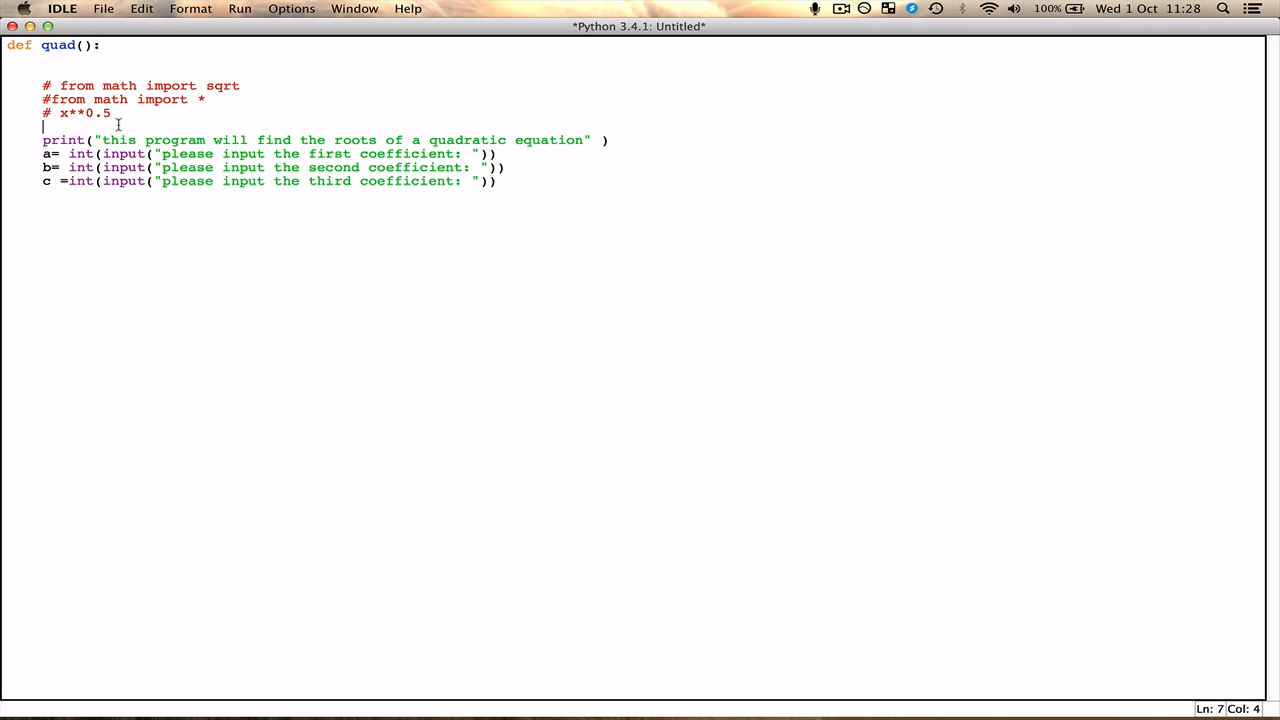 IDLE File Edit Format Run Options Window Help 100% Wed 1 Oct 11:28
*Python 3.4.1: Untitled*
def quad():
# from math import sqrt
#from math import *
# x**0.5
print("this program will find the roots of a quadratic equation" )
a= int(input("please input the first coefficient: "))
b= int(input("please input the second coefficient: "))
c =int(input("please input the third coefficient: "))
Ln: 7 Col: 4